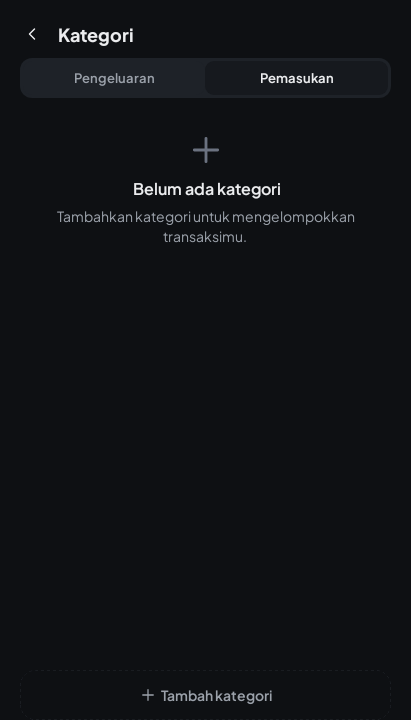 Kategori
Pengeluaran
Pemasukan
Belum ada kategori
Tambahkan kategori untuk mengelompokkan
transaksimu.
Tambah kategori